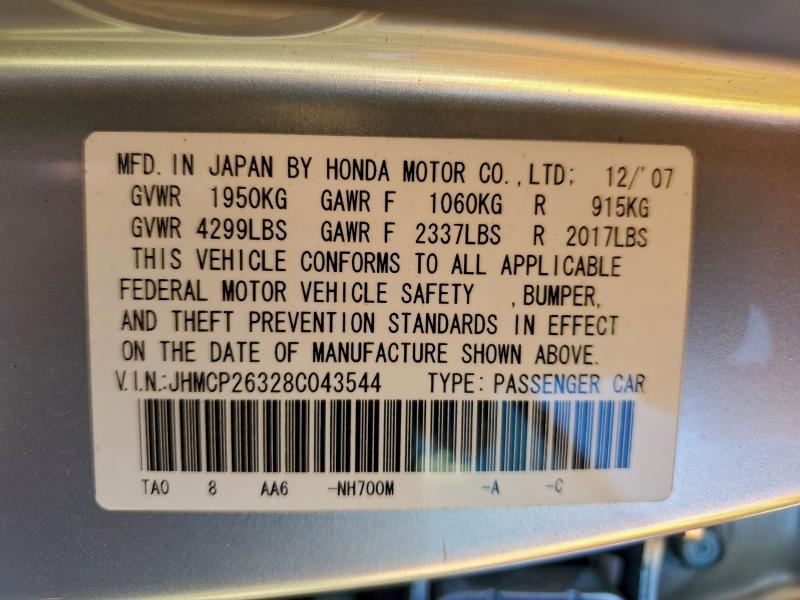 MFD. IN JAPAN BY HONDA MOTOR CO., LTD; 12/'07
GVWR 1950KG GAWR F 1060KG R 915KG
GVWR 4299LBS GAWR F 2337LBS R 2017LBS
THIS VEHICLE CONFORMS TO ALL APPLICABLE
FEDERAL MOTOR VEHICLE SAFETY , BUMPER,
AND THEFT PREVENTION STANDARDS IN EFFECT
ON THE DATE OF MANUFACTURE SHOWN ABOVE.
V.I.N.:JHMCP26328C043544 TYPE: PASSENGER CAR
TA0 8 AA6 -NH700M -A -C